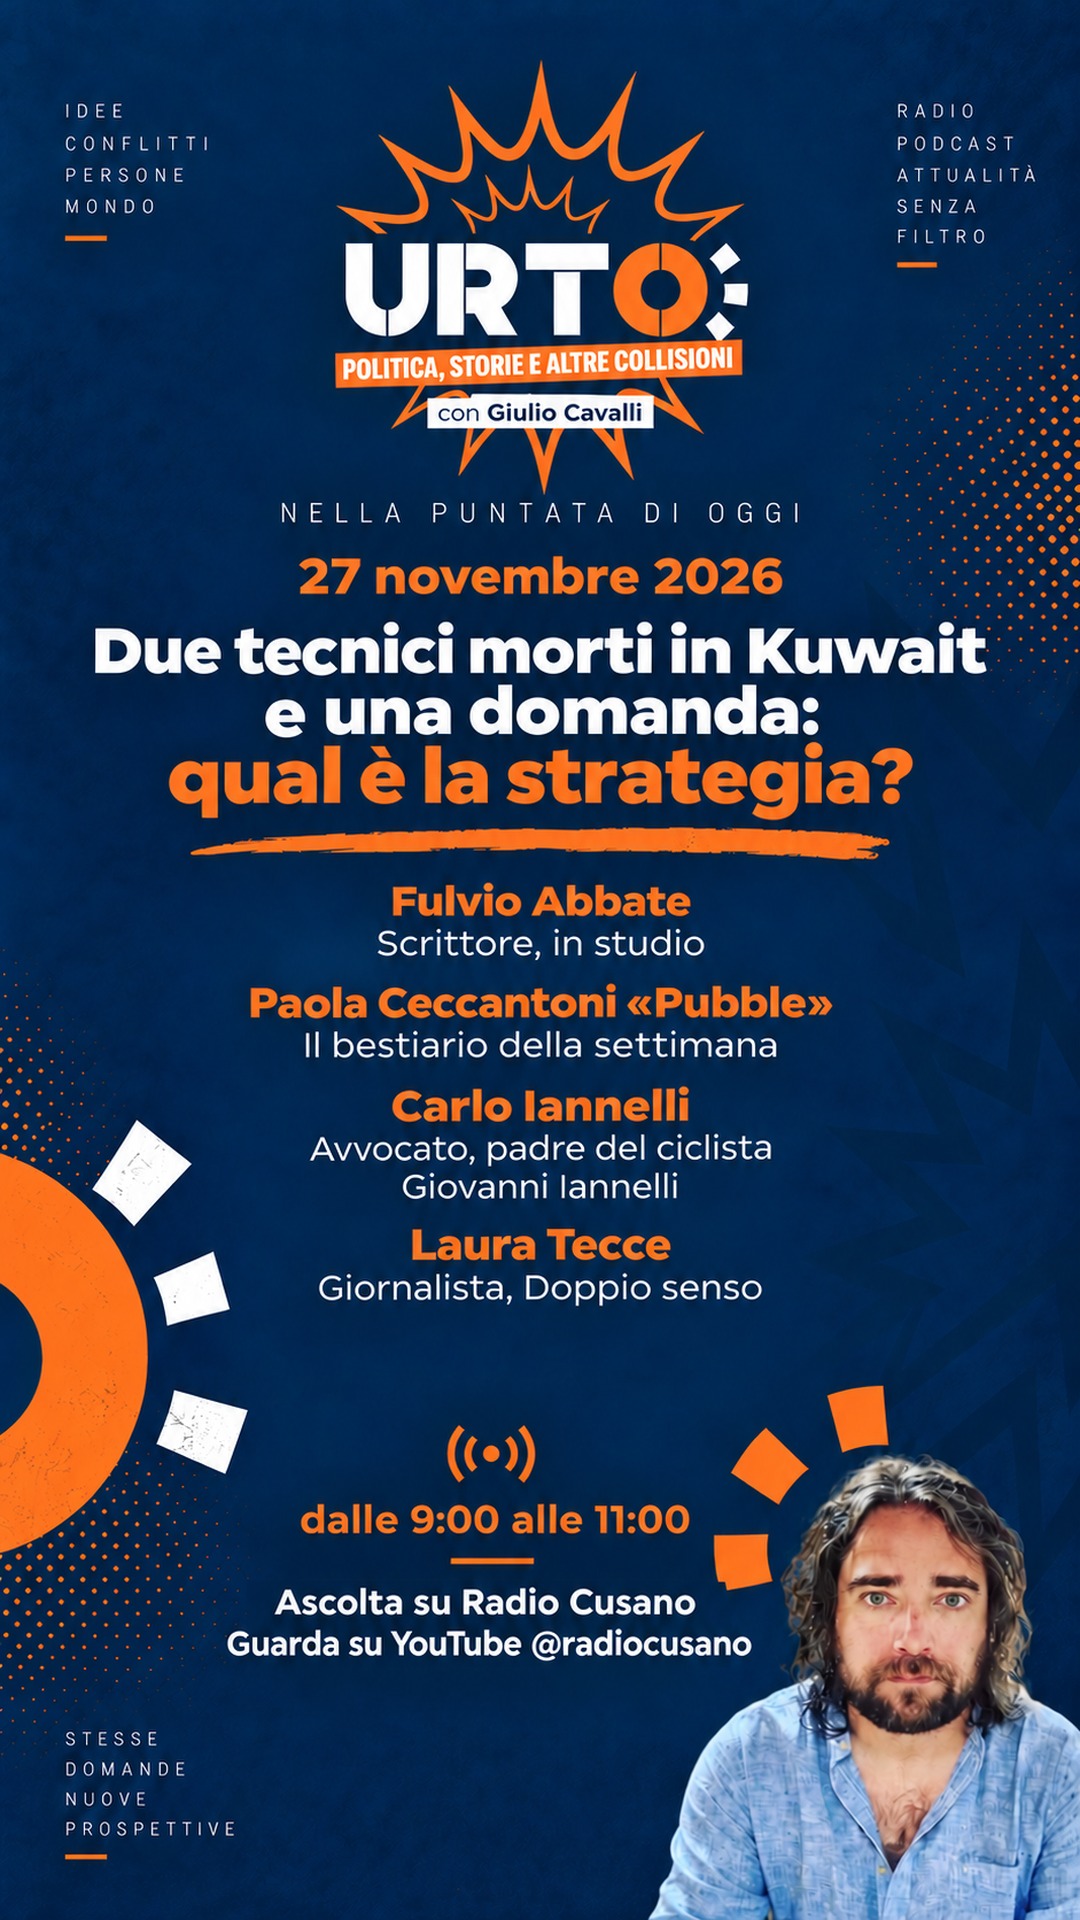 IDEE
CONFLITTI
PERSONE
MONDO
RADIO
PODCAST
ATTUALITÀ
SENZA
FILTRO
URTO
POLITICA, STORIE E ALTRE COLLISIONI
con Giulio Cavalli
NELLA PUNTATA DI OGGI
27 novembre 2026
Due tecnici morti in Kuwait
e una domanda:
qual è la strategia?
Fulvio Abbate
Scrittore, in studio
Paola Ceccantoni «Pubble»
Il bestiario della settimana
Carlo Iannelli
Avvocato, padre del ciclista
Giovanni Iannelli
Laura Tecce
Giornalista, Doppio senso
dalle 9:00 alle 11:00
Ascolta su Radio Cusano
Guarda su YouTube @radiocusano
STESSE
DOMANDE
NUOVE
PROSPETTIVE